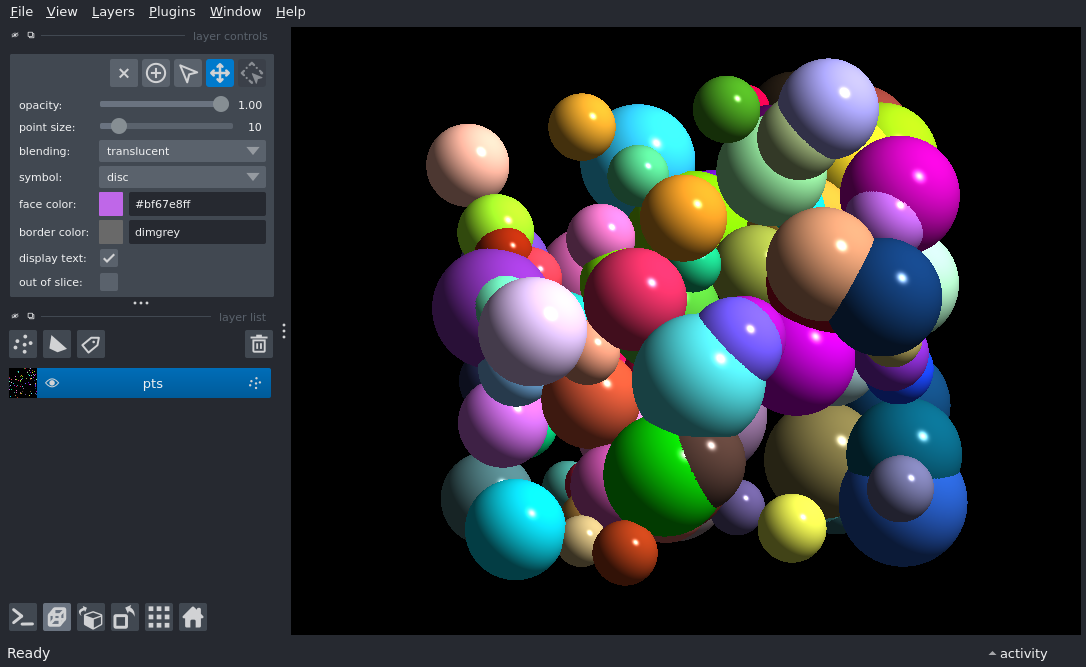 File View Layers Plugins Window Help
layer controls
opacity: 1.00
point size: 10
blending: translucent
symbol: disc
face color: #bf67e8ff
border color: dimgrey
display text:
out of slice:
layer list
pts
Ready
activity